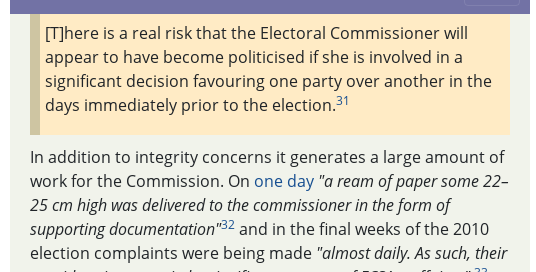 [T]here is a real risk that the Electoral Commissioner will
appear to have become politicised if she is involved in a
significant decision favouring one party over another in the
days immediately prior to the election.31
In addition to integrity concerns it generates a large amount of
work for the Commission. On one day "a ream of paper some 22–
25 cm high was delivered to the commissioner in the form of
supporting documentation"32 and in the final weeks of the 2010
election complaints were being made "almost daily. As such, their